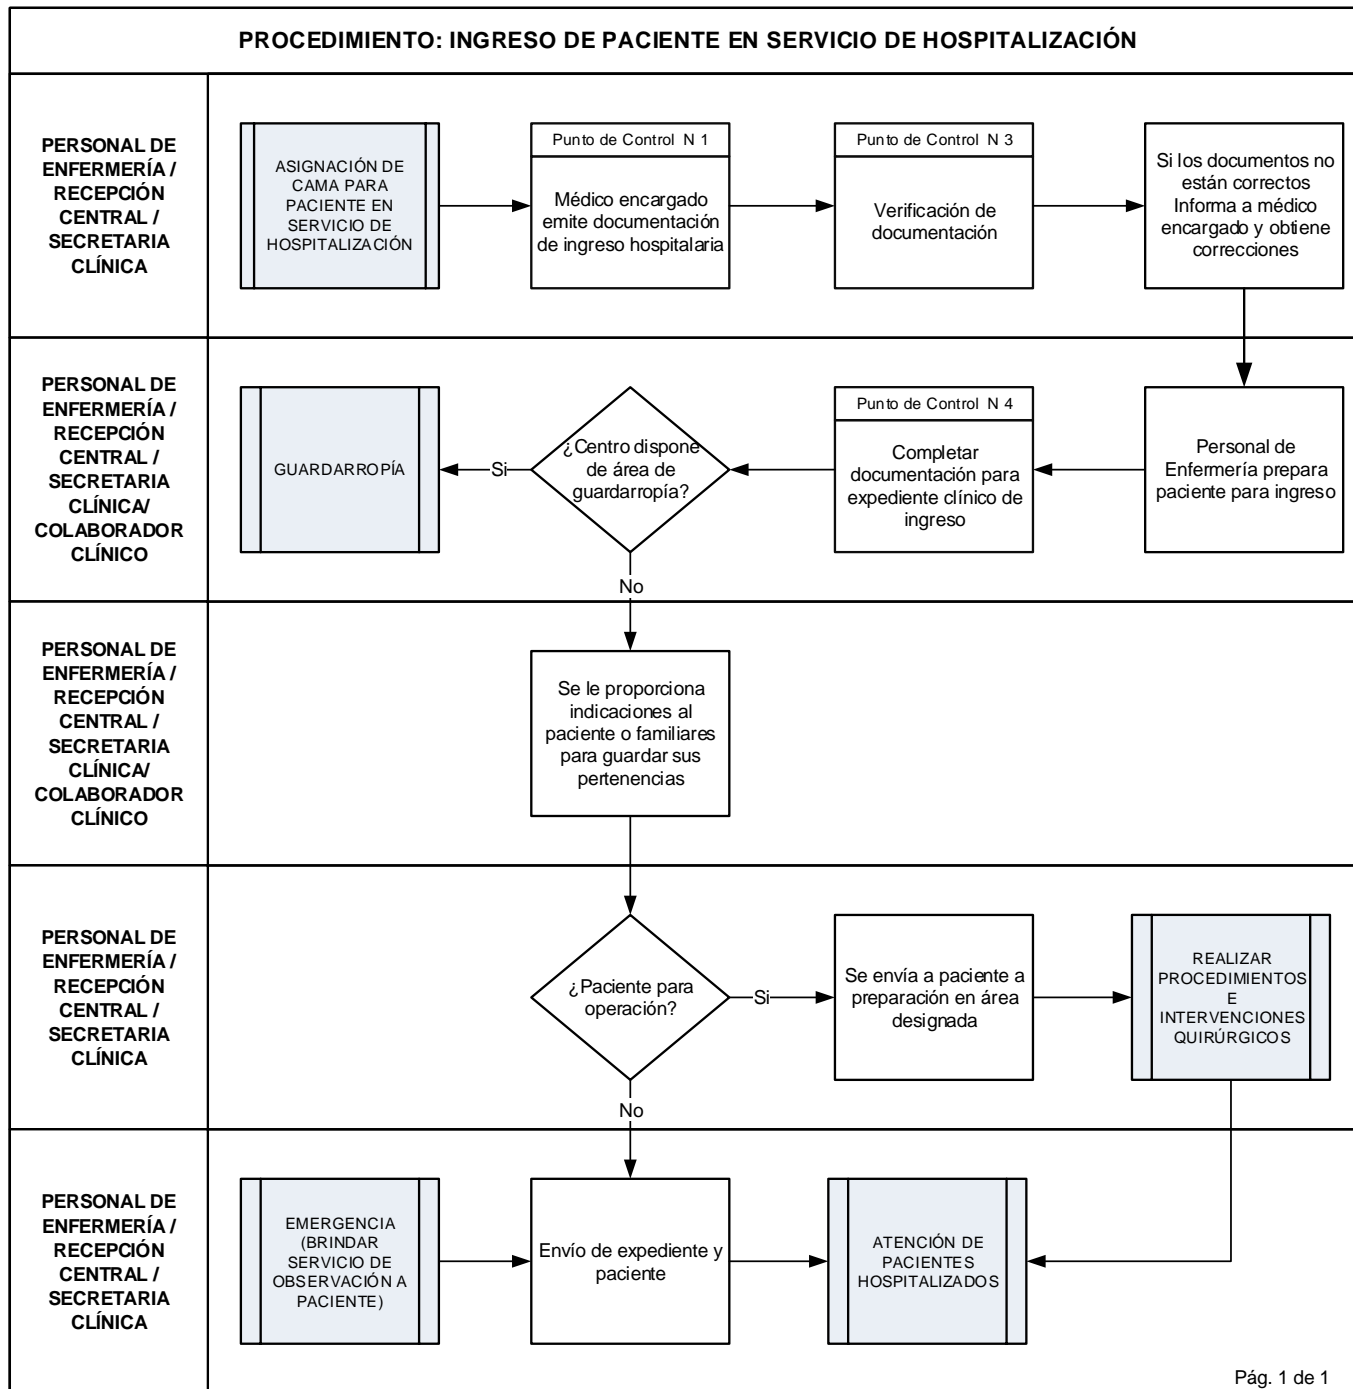 PROCEDIMIENTO: INGRESO DE PACIENTE EN SERVICIO DE HOSPITALIZACIÓN
PERSONAL DE
ENFERMERÍA /
RECEPCIÓN
CENTRAL /
SECRETARIA
CLÍNICA
ASIGNACIÓN DE
CAMA PARA
PACIENTE EN
SERVICIO DE
HOSPITALIZACIÓN
Punto de Control N 1
Médico encargado
emite documentación
de ingreso hospitalaria
Punto de Control N 3
Verificación de
documentación
Si los documentos no
están correctos
Informa a médico
encargado y obtiene
correcciones
PERSONAL DE
ENFERMERÍA /
RECEPCIÓN
CENTRAL /
SECRETARIA
CLÍNICA/
COLABORADOR
CLÍNICO
GUARDARROPÍA
Si
¿Centro dispone
de área de
guardarropía?
No
Punto de Control N 4
Completar
documentación para
expediente clínico de
ingreso
Personal de
Enfermería prepara
paciente para ingreso
PERSONAL DE
ENFERMERÍA /
RECEPCIÓN
CENTRAL /
SECRETARIA
CLÍNICA/
COLABORADOR
CLÍNICO
Se le proporciona
indicaciones al
paciente o familiares
para guardar sus
pertenencias
PERSONAL DE
ENFERMERÍA /
RECEPCIÓN
CENTRAL /
SECRETARIA
CLÍNICA
¿Paciente para
operación?
Si
No
Se envía a paciente a
preparación en área
designada
REALIZAR
PROCEDIMIENTOS
E
INTERVENCIONES
QUIRÚRGICOS
PERSONAL DE
ENFERMERÍA /
RECEPCIÓN
CENTRAL /
SECRETARIA
CLÍNICA
EMERGENCIA
(BRINDAR
SERVICIO DE
OBSERVACIÓN A
PACIENTE)
Envío de expediente y
paciente
ATENCIÓN DE
PACIENTES
HOSPITALIZADOS
Pág. 1 de 1